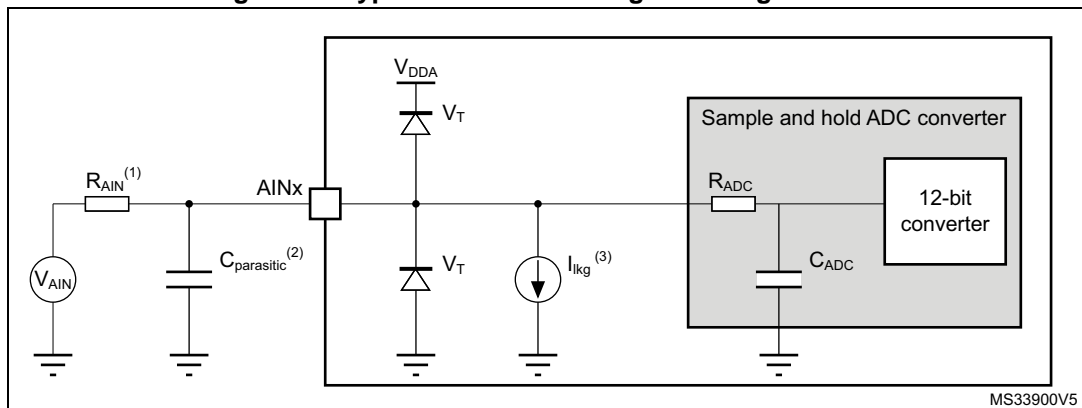 V_DDA
V_T
Sample and hold ADC converter
R_AIN^(1)
AINx
R_ADC
12-bit
converter
V_AIN
C_parasitic^(2)
V_T
I_lkg^(3)
C_ADC
MS33900V5